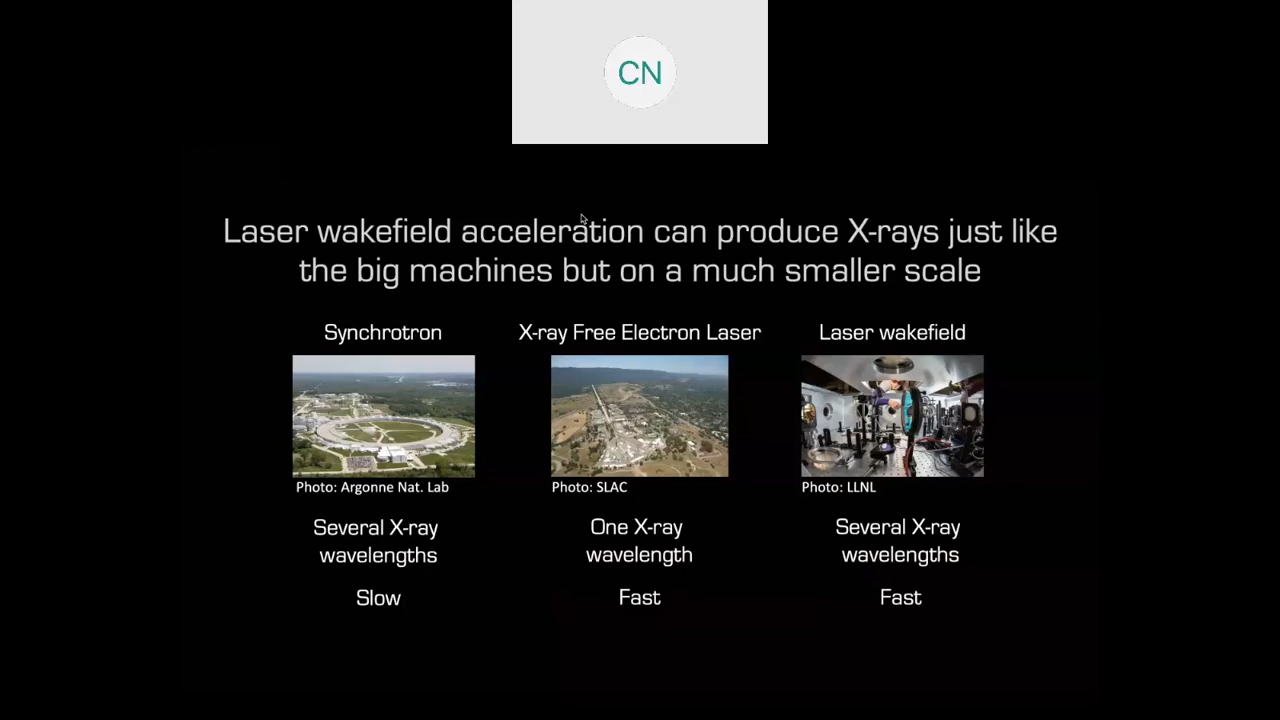 CN
Laser wakefield acceleration can produce X-rays just like
the big machines but on a much smaller scale
Synchrotron
X-ray Free Electron Laser
Laser wakefield
Photo: Argonne Nat. Lab
Photo: SLAC
Photo: LLNL
Several X-ray
wavelengths
One X-ray
wavelength
Several X-ray
wavelengths
Slow
Fast
Fast